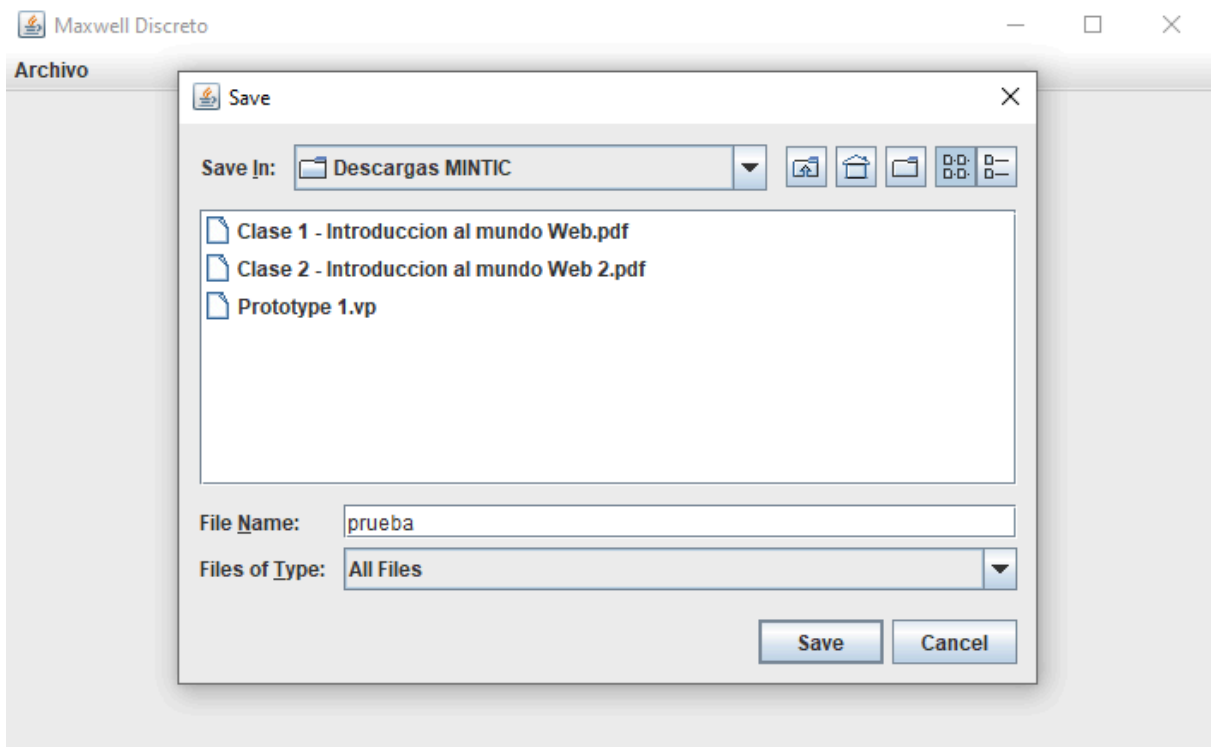 Maxwell Discreto
Archivo
Save
Save In: Descargas MINTIC
Clase 1 - Introduccion al mundo Web.pdf
Clase 2 - Introduccion al mundo Web 2.pdf
Prototype 1.vp
File Name: prueba
Files of Type: All Files
Save Cancel